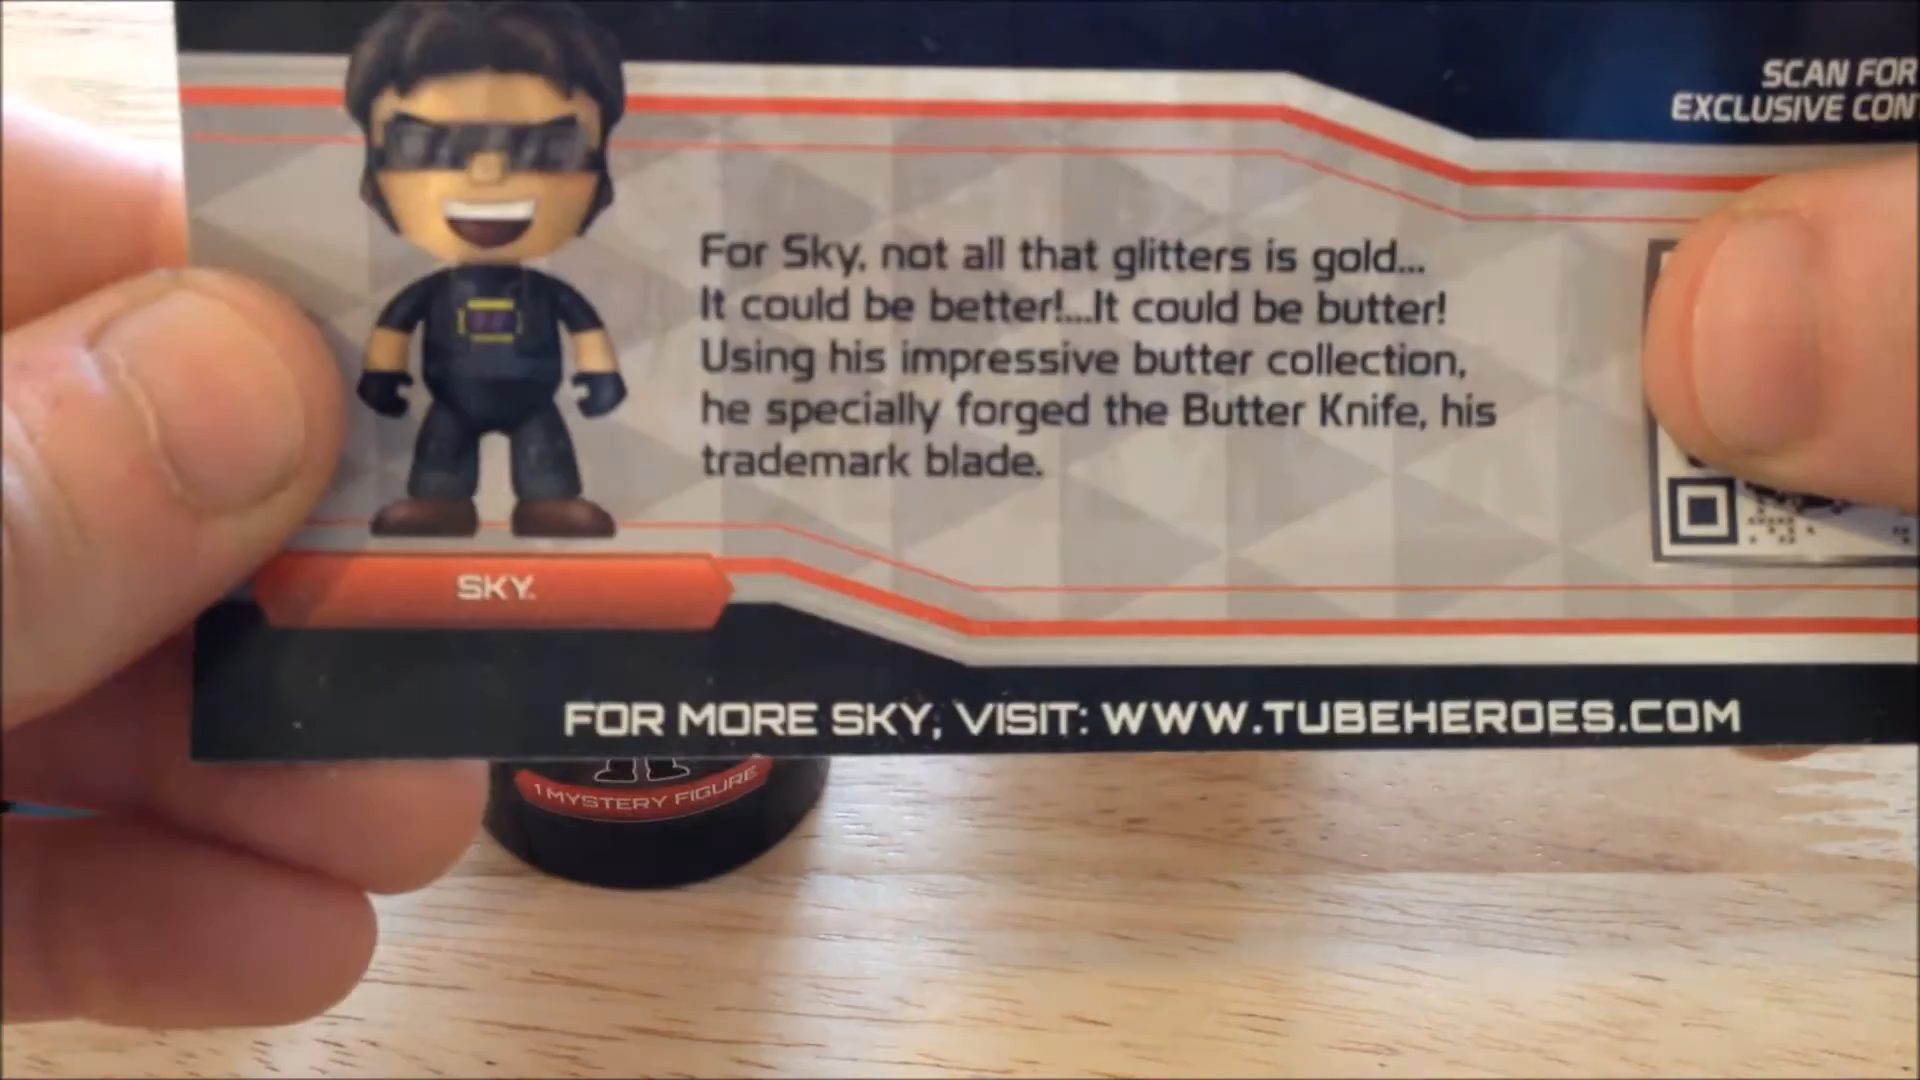 SCAN FOR
EXCLUSIVE
For Sky, not all that glitters is gold...
It could be better!...It could be butter!
Using his impressive butter collection,
he specially forged the Butter Knife, his
trademark blade.
SKY
FOR MORE SKY, VISIT: WWW.TUBEHEROES.COM
1 MYSTERY FIGURE